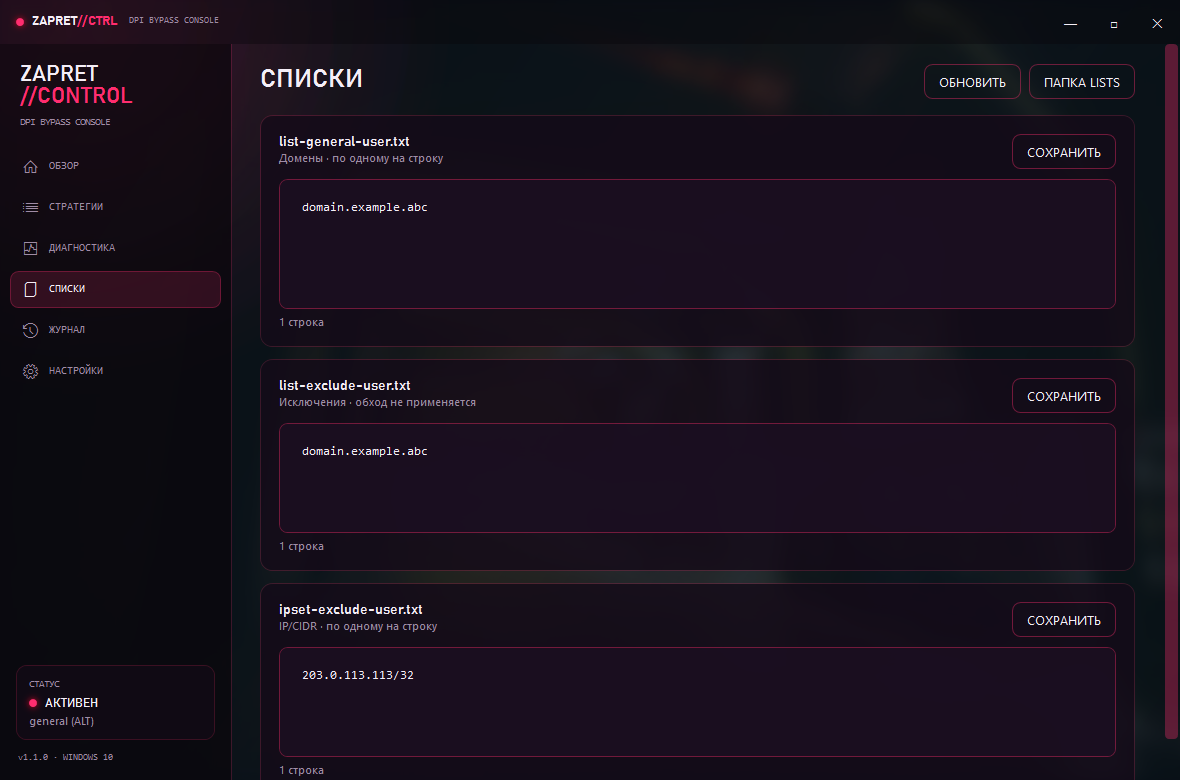 ZAPRET//CTRL DPI BYPASS CONSOLE
ZAPRET
//CONTROL
DPI BYPASS CONSOLE
ОБЗОР
СТРАТЕГИИ
ДИАГНОСТИКА
СПИСКИ
ЖУРНАЛ
НАСТРОЙКИ
СТАТУС
АКТИВЕН
general (ALT)
v1.1.0 · WINDOWS 10
СПИСКИ
ОБНОВИТЬ
ПАПКА LISTS
list-general-user.txt
Домены · по одному на строку
СОХРАНИТЬ
domain.example.abc
1 строка
list-exclude-user.txt
Исключения · обход не применяется
СОХРАНИТЬ
domain.example.abc
1 строка
ipset-exclude-user.txt
IP/CIDR · по одному на строку
СОХРАНИТЬ
203.0.113.113/32
1 строка